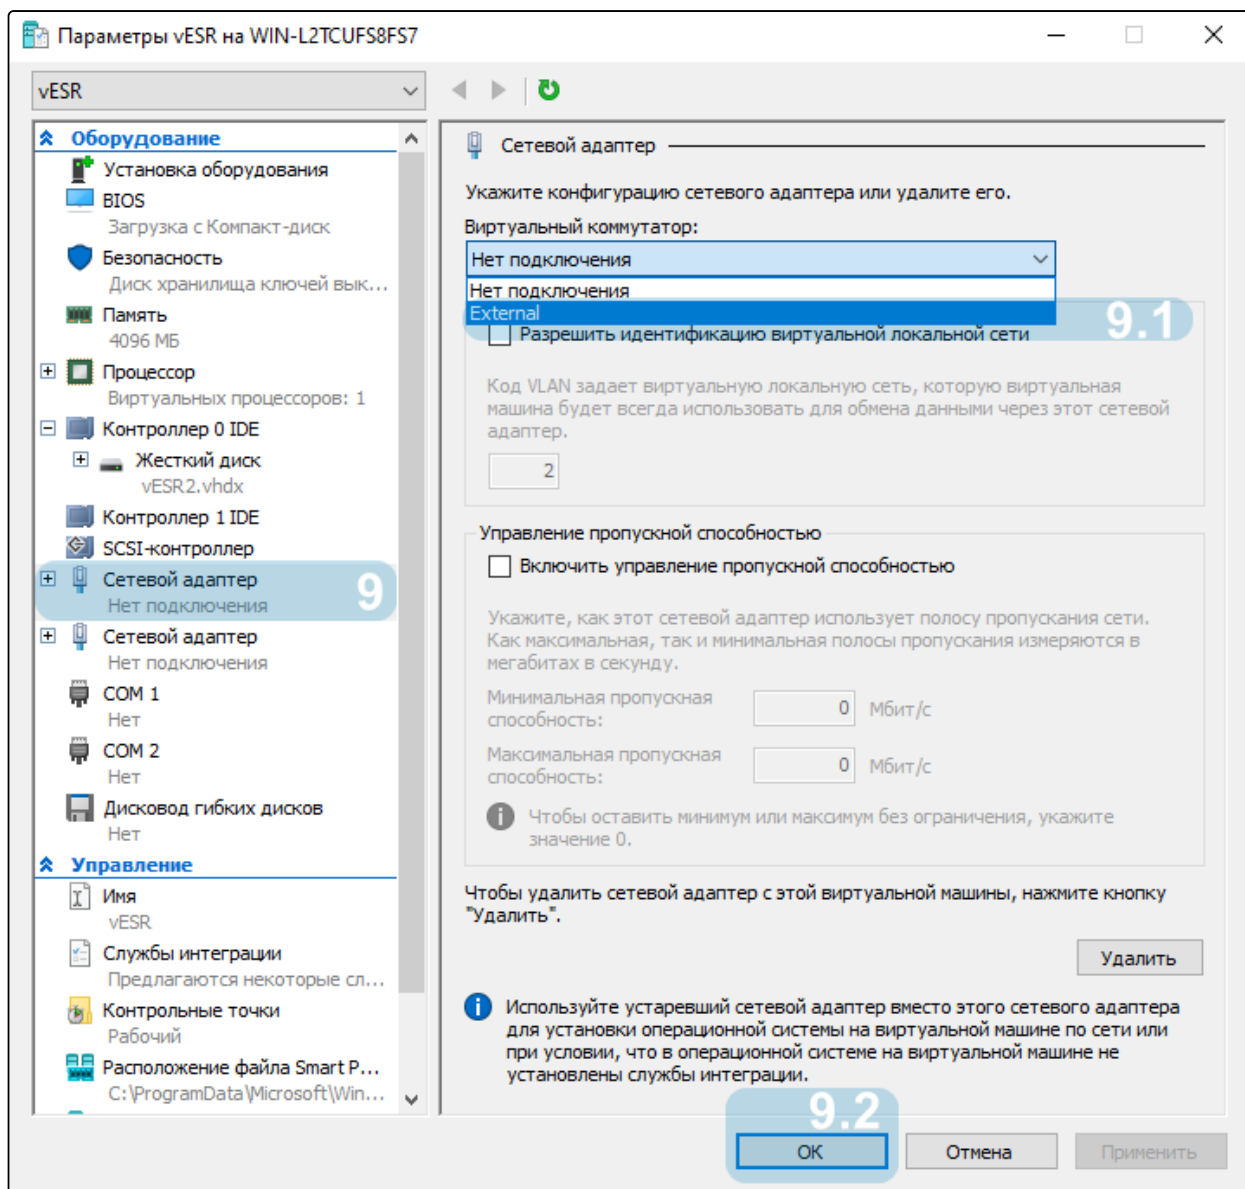 Параметры vESR на WIN-L2TCUFS8FS7
vESR
Оборудование
Установка оборудования
BIOS
Загрузка с Компакт-диск
Безопасность
Диск хранилища ключей вык...
Память
4096 МБ
Процессор
Виртуальных процессоров: 1
Контроллер 0 IDE
Жесткий диск
vESR2.vhdx
Контроллер 1 IDE
SCSI-контроллер
Сетевой адаптер
Нет подключения
9
Сетевой адаптер
Нет подключения
COM 1
Нет
COM 2
Нет
Дисковод гибких дисков
Нет
Управление
Имя
vESR
Службы интеграции
Предлагаются некоторые сл...
Контрольные точки
Рабочий
Расположение файла Smart P...
C:\ProgramData\Microsoft\Win...
Сетевой адаптер
Укажите конфигурацию сетевого адаптера или удалите его.
Виртуальный коммутатор:
Нет подключения
Нет подключения
External
9.1
Разрешить идентификацию виртуальной локальной сети
Код VLAN задает виртуальную локальную сеть, которую виртуальная
машина будет всегда использовать для обмена данными через этот сетевой
адаптер.
2
Управление пропускной способностью
Включить управление пропускной способностью
Укажите, как этот сетевой адаптер использует полосу пропускания сети.
Как максимальная, так и минимальная полосы пропускания измеряются в
мегабитах в секунду.
Минимальная пропускная
способность:
0 Мбит/с
Максимальная пропускная
способность:
0 Мбит/с
Чтобы оставить минимум или максимум без ограничения, укажите
значение 0.
Чтобы удалить сетевой адаптер с этой виртуальной машины, нажмите кнопку
"Удалить".
Удалить
Используйте устаревший сетевой адаптер вместо этого сетевого адаптера
для установки операционной системы на виртуальной машине по сети или
при условии, что в операционной системе на виртуальной машине не
установлены службы интеграции.
9.2
ОК
Отмена
Применить